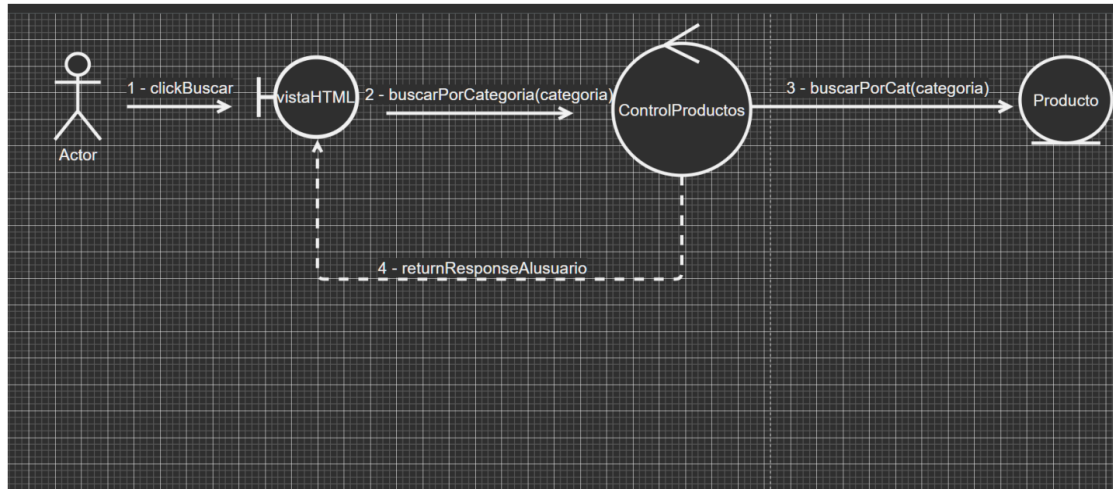 1 - clickBuscar
vistaHTML
2 - buscarPorCategoria(categoria)
ControlProductos
3 - buscarPorCat(categoria)
Producto
Actor
4 - returnResponseAlusuario